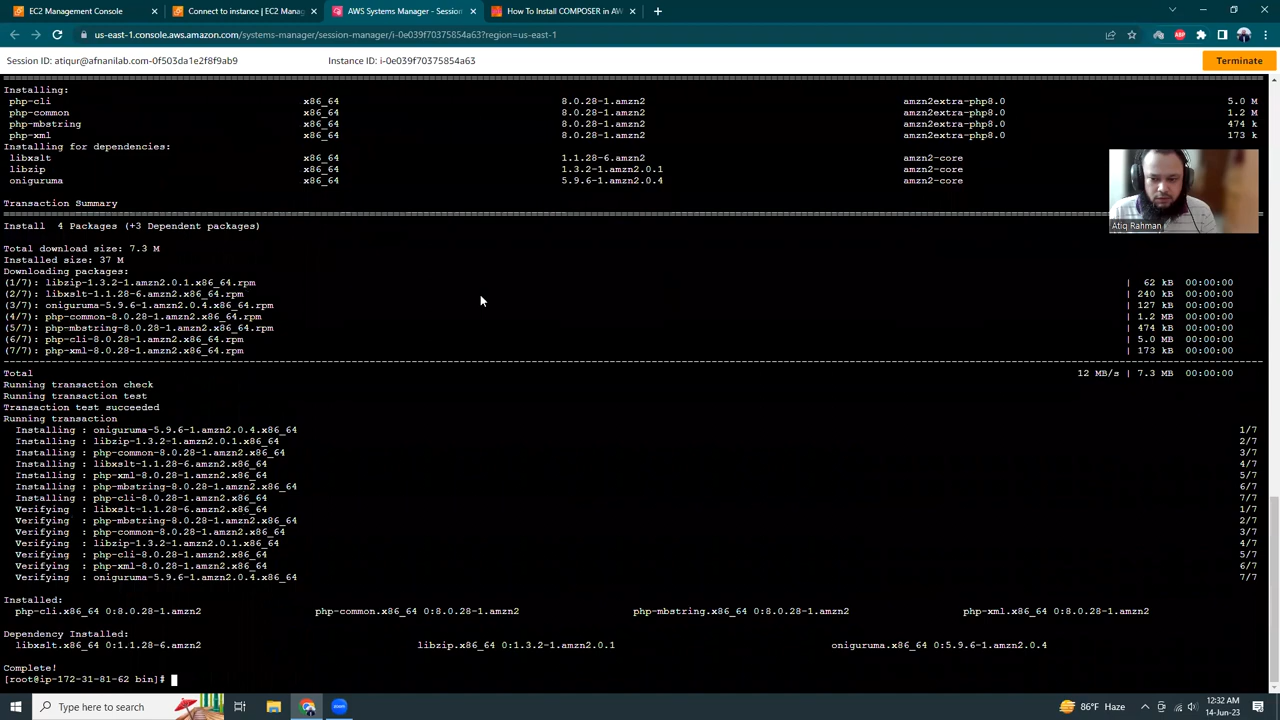 EC2 Management Console
Connect to instance | EC2 Manag
AWS Systems Manager - Session
How To Install COMPOSER in AW
us-east-1.console.aws.amazon.com/systems-manager/session-manager/i-0e039f70375854a63?region=us-east-1
Session ID: atiqur@afnanilab.com-0f503da1e2f8f9ab9 Instance ID: i-0e039f70375854a63 Terminate
Installing:
php-cli x86_64 8.0.28-1.amzn2 amzn2extra-php8.0 5.0 M
php-common x86_64 8.0.28-1.amzn2 amzn2extra-php8.0 1.2 M
php-mbstring x86_64 8.0.28-1.amzn2 amzn2extra-php8.0 474 k
php-xml x86_64 8.0.28-1.amzn2 amzn2extra-php8.0 173 k
Installing for dependencies:
libxslt x86_64 1.1.28-6.amzn2 amzn2-core
libzip x86_64 1.3.2-1.amzn2.0.1 amzn2-core
oniguruma x86_64 5.9.6-1.amzn2.0.4 amzn2-core
Transaction Summary
Install 4 Packages (+3 Dependent packages)
Atiq Rahman
Total download size: 7.3 M
Installed size: 37 M
Downloading packages:
(1/7): libzip-1.3.2-1.amzn2.0.1.x86_64.rpm | 62 kB 00:00:00
(2/7): libxslt-1.1.28-6.amzn2.x86_64.rpm | 240 kB 00:00:00
(3/7): oniguruma-5.9.6-1.amzn2.0.4.x86_64.rpm | 127 kB 00:00:00
(4/7): php-common-8.0.28-1.amzn2.x86_64.rpm | 1.2 MB 00:00:00
(5/7): php-mbstring-8.0.28-1.amzn2.x86_64.rpm | 474 kB 00:00:00
(6/7): php-cli-8.0.28-1.amzn2.x86_64.rpm | 5.0 MB 00:00:00
(7/7): php-xml-8.0.28-1.amzn2.x86_64.rpm | 173 kB 00:00:00
Total 12 MB/s | 7.3 MB 00:00:00
Running transaction check
Running transaction test
Transaction test succeeded
Running transaction
Installing : oniguruma-5.9.6-1.amzn2.0.4.x86_64 1/7
Installing : libzip-1.3.2-1.amzn2.0.1.x86_64 2/7
Installing : php-common-8.0.28-1.amzn2.x86_64 3/7
Installing : libxslt-1.1.28-6.amzn2.x86_64 4/7
Installing : php-xml-8.0.28-1.amzn2.x86_64 5/7
Installing : php-mbstring-8.0.28-1.amzn2.x86_64 6/7
Installing : php-cli-8.0.28-1.amzn2.x86_64 7/7
Verifying : libxslt-1.1.28-6.amzn2.x86_64 1/7
Verifying : php-mbstring-8.0.28-1.amzn2.x86_64 2/7
Verifying : php-common-8.0.28-1.amzn2.x86_64 3/7
Verifying : libzip-1.3.2-1.amzn2.0.1.x86_64 4/7
Verifying : php-cli-8.0.28-1.amzn2.x86_64 5/7
Verifying : php-xml-8.0.28-1.amzn2.x86_64 6/7
Verifying : oniguruma-5.9.6-1.amzn2.0.4.x86_64 7/7
Installed:
php-cli.x86_64 0:8.0.28-1.amzn2 php-common.x86_64 0:8.0.28-1.amzn2 php-mbstring.x86_64 0:8.0.28-1.amzn2 php-xml.x86_64 0:8.0.28-1.amzn2
Dependency Installed:
libxslt.x86_64 0:1.1.28-6.amzn2 libzip.x86_64 0:1.3.2-1.amzn2.0.1 oniguruma.x86_64 0:5.9.6-1.amzn2.0.4
Complete!
[root@ip-172-31-81-62 bin]#
Type here to search
86°F Haze
12:32 AM
14-Jun-23